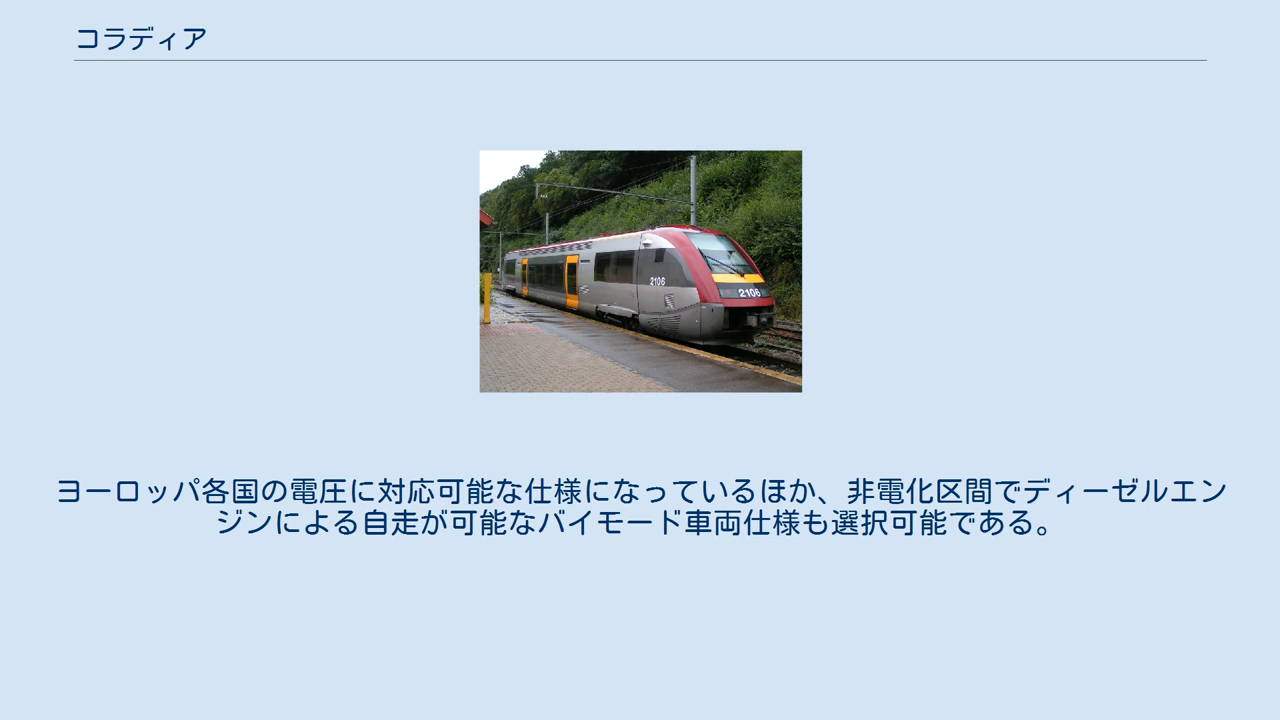 コラディア
2106
2106
ヨーロッパ各国の電圧に対応可能な仕様になっているほか、非電化区間でディーゼルエン
ジンによる自走が可能なバイモード車両仕様も選択可能である。